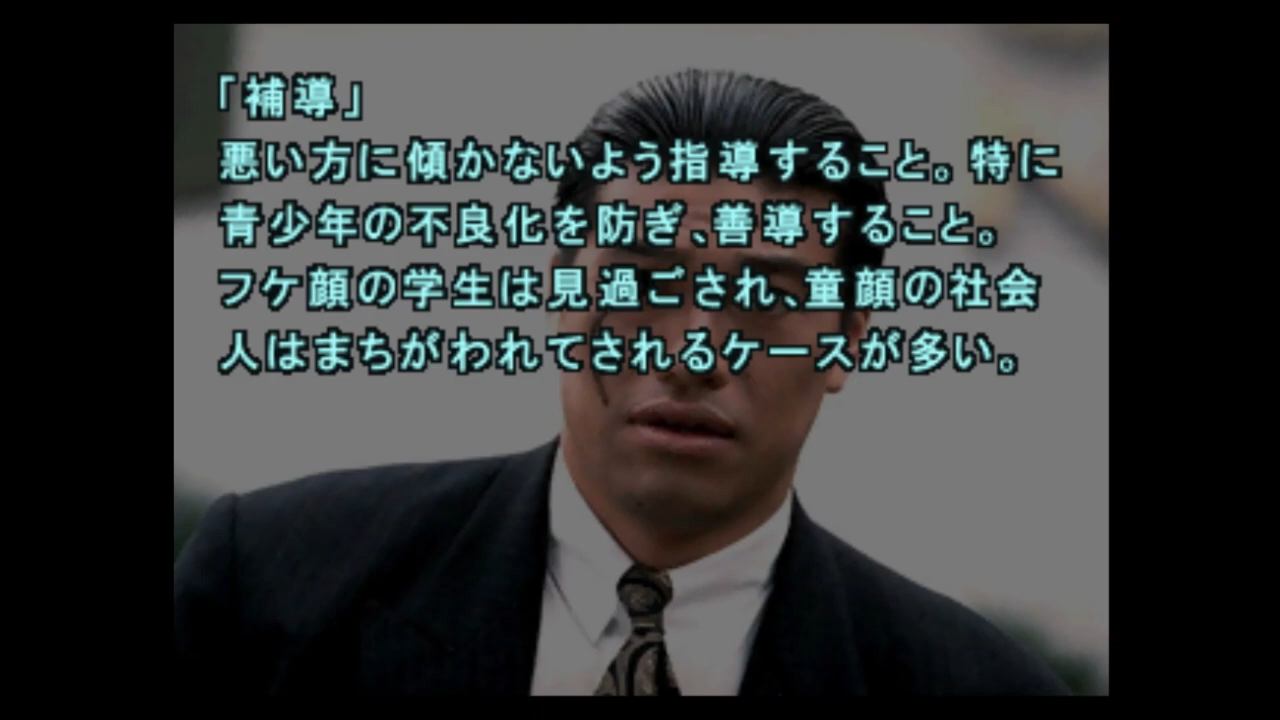 「補導」
悪い方に傾かないよう指導すること。特に
青少年の不良化を防ぎ、善導すること。
フケ顔の学生は見過ごされ、童顔の社会
人はまちがわれてされるケースが多い。